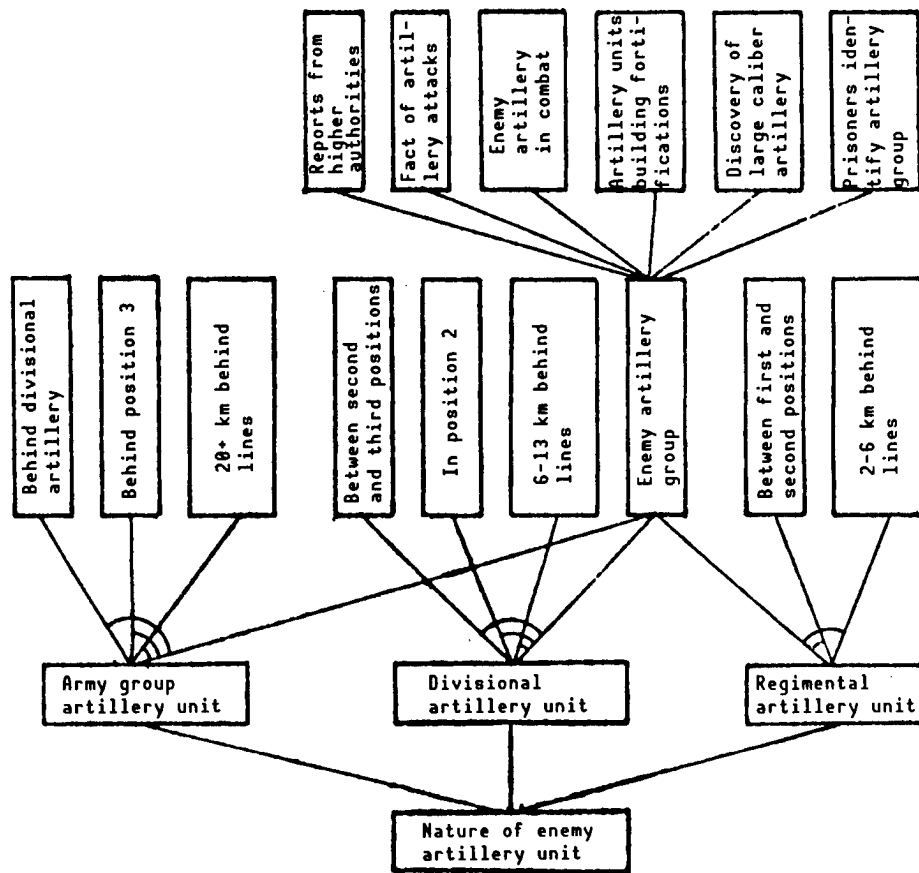 Reports from
higher
authorities
Fact of artil-
lery attacks
Enemy
artillery
in combat
Artillery units
building forti-
fications
Discovery of
large caliber
artillery
Prisoners iden-
tify artillery
group
Behind divisional
artillery
Behind position 3
20+ km behind
lines
Between second
and third positions
In position 2
6-13 km behind
lines
Enemy artillery
group
Between first and
second positions
2-6 km behind
lines
Army group
artillery unit
Divisional
artillery unit
Regimental
artillery unit
Nature of enemy
artillery unit